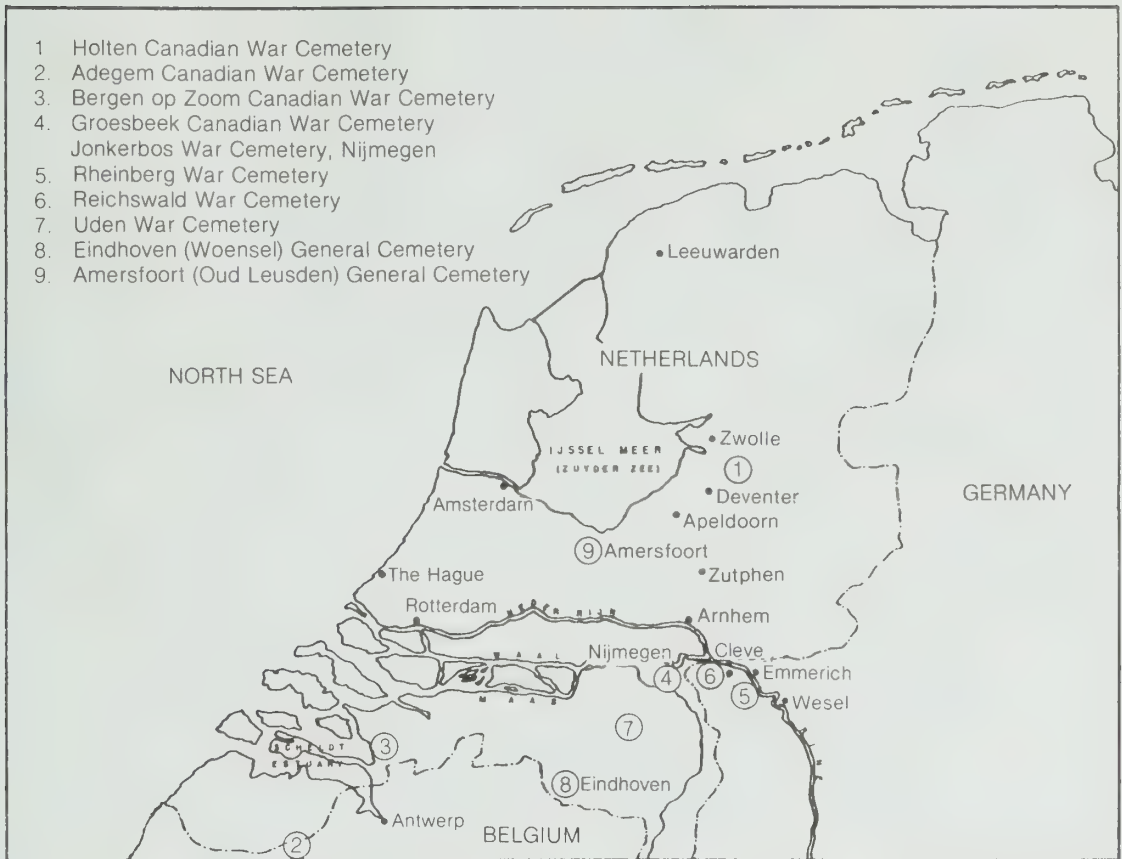 1 Holten Canadian War Cemetery
2. Adegem Canadian War Cemetery
3. Bergen op Zoom Canadian War Cemetery
4. Groesbeek Canadian War Cemetery
Jonkerbos War Cemetery, Nijmegen
5. Rheinberg War Cemetery
6. Reichswald War Cemetery
7. Uden War Cemetery
8. Eindhoven (Woensel) General Cemetery
9. Amersfoort (Oud Leusden) General Cemetery
Leeuwarden
NETHERLANDS
NORTH SEA
Zwolle
IJSSEL MEER
(ZUYDER ZEE)
1
Deventer
GERMANY
Amsterdam
Apeldoorn
9 Amersfoort
The Hague
Zutphen
Rotterdam
NEDER RIJN
Arnhem
WAAL
Nijmegen
Cleve
4
6
Emmerich
5
MAAS
Wesel
7
3
SCHELDT
ESTUARY
8 Eindhoven
Antwerp
BELGIUM
2